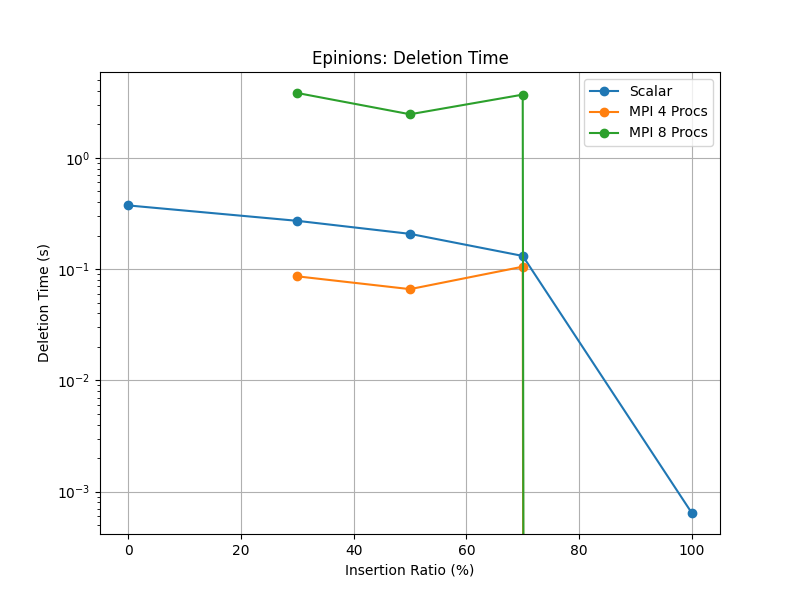 Epinions: Deletion Time
Scalar
MPI 4 Procs
MPI 8 Procs
Deletion Time (s)
10⁰
10⁻¹
10⁻²
10⁻³
0 20 40 60 80 100
Insertion Ratio (%)